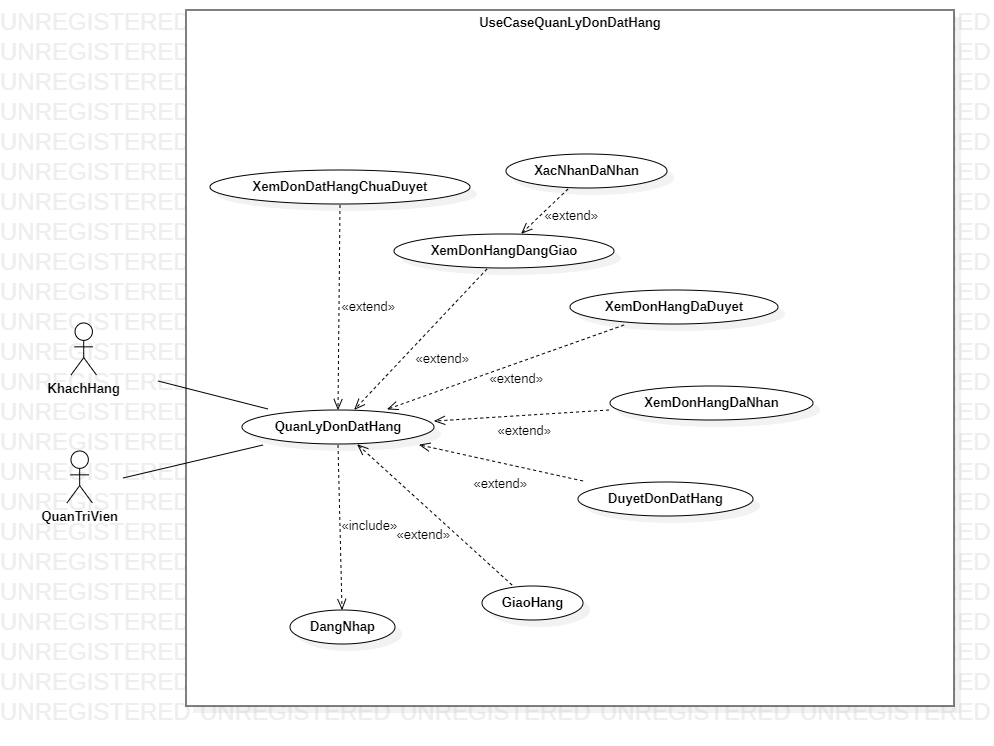 UseCaseQuanLyDonDatHang
XacNhanDaNhan
XemDonDatHangChuaDuyet
«extend»
XemDonHangDangGiao
«extend»
XemDonHangDaDuyet
«extend»
«extend»
KhachHang
XemDonHangDaNhan
QuanLyDonDatHang
«extend»
«extend»
DuyetDonDatHang
QuanTriVien
«include»
«extend»
GiaoHang
DangNhap
UNREGISTERED UNREGISTERED UNREGISTERED UNREGISTERED UNREGISTERED